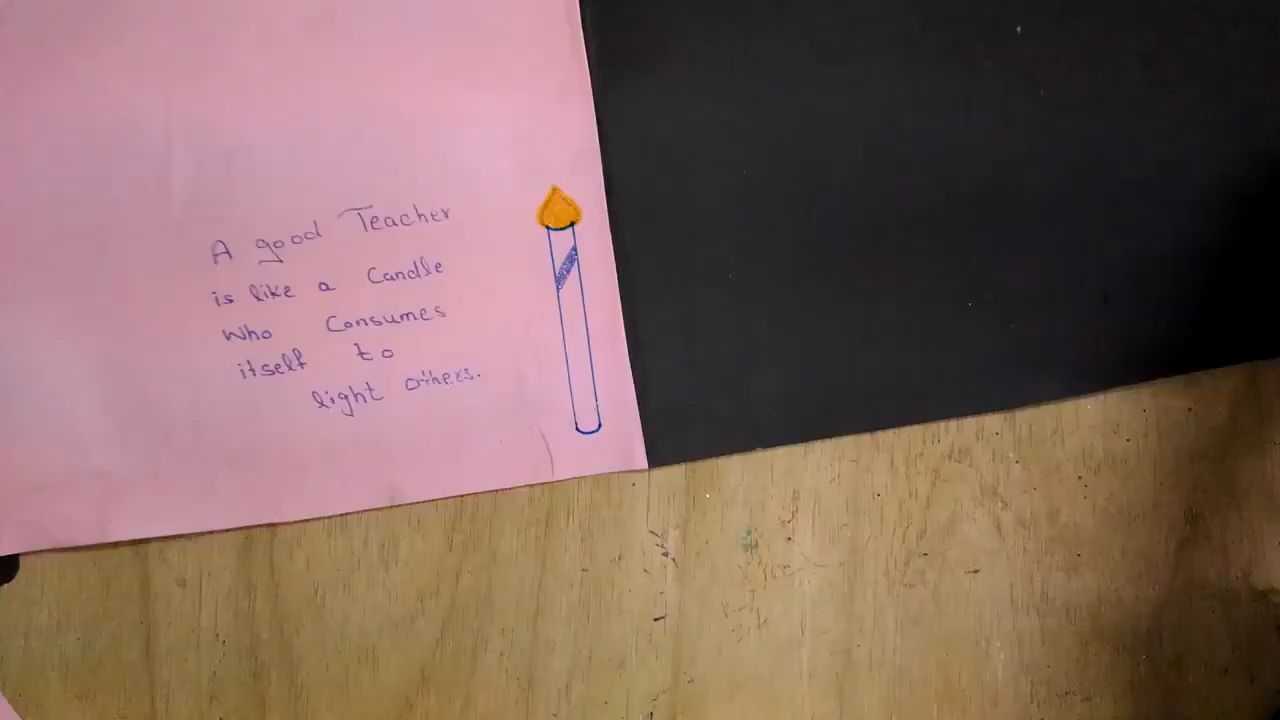 A good Teacher
is like a Candle
Who Consumes
itself to
light others.